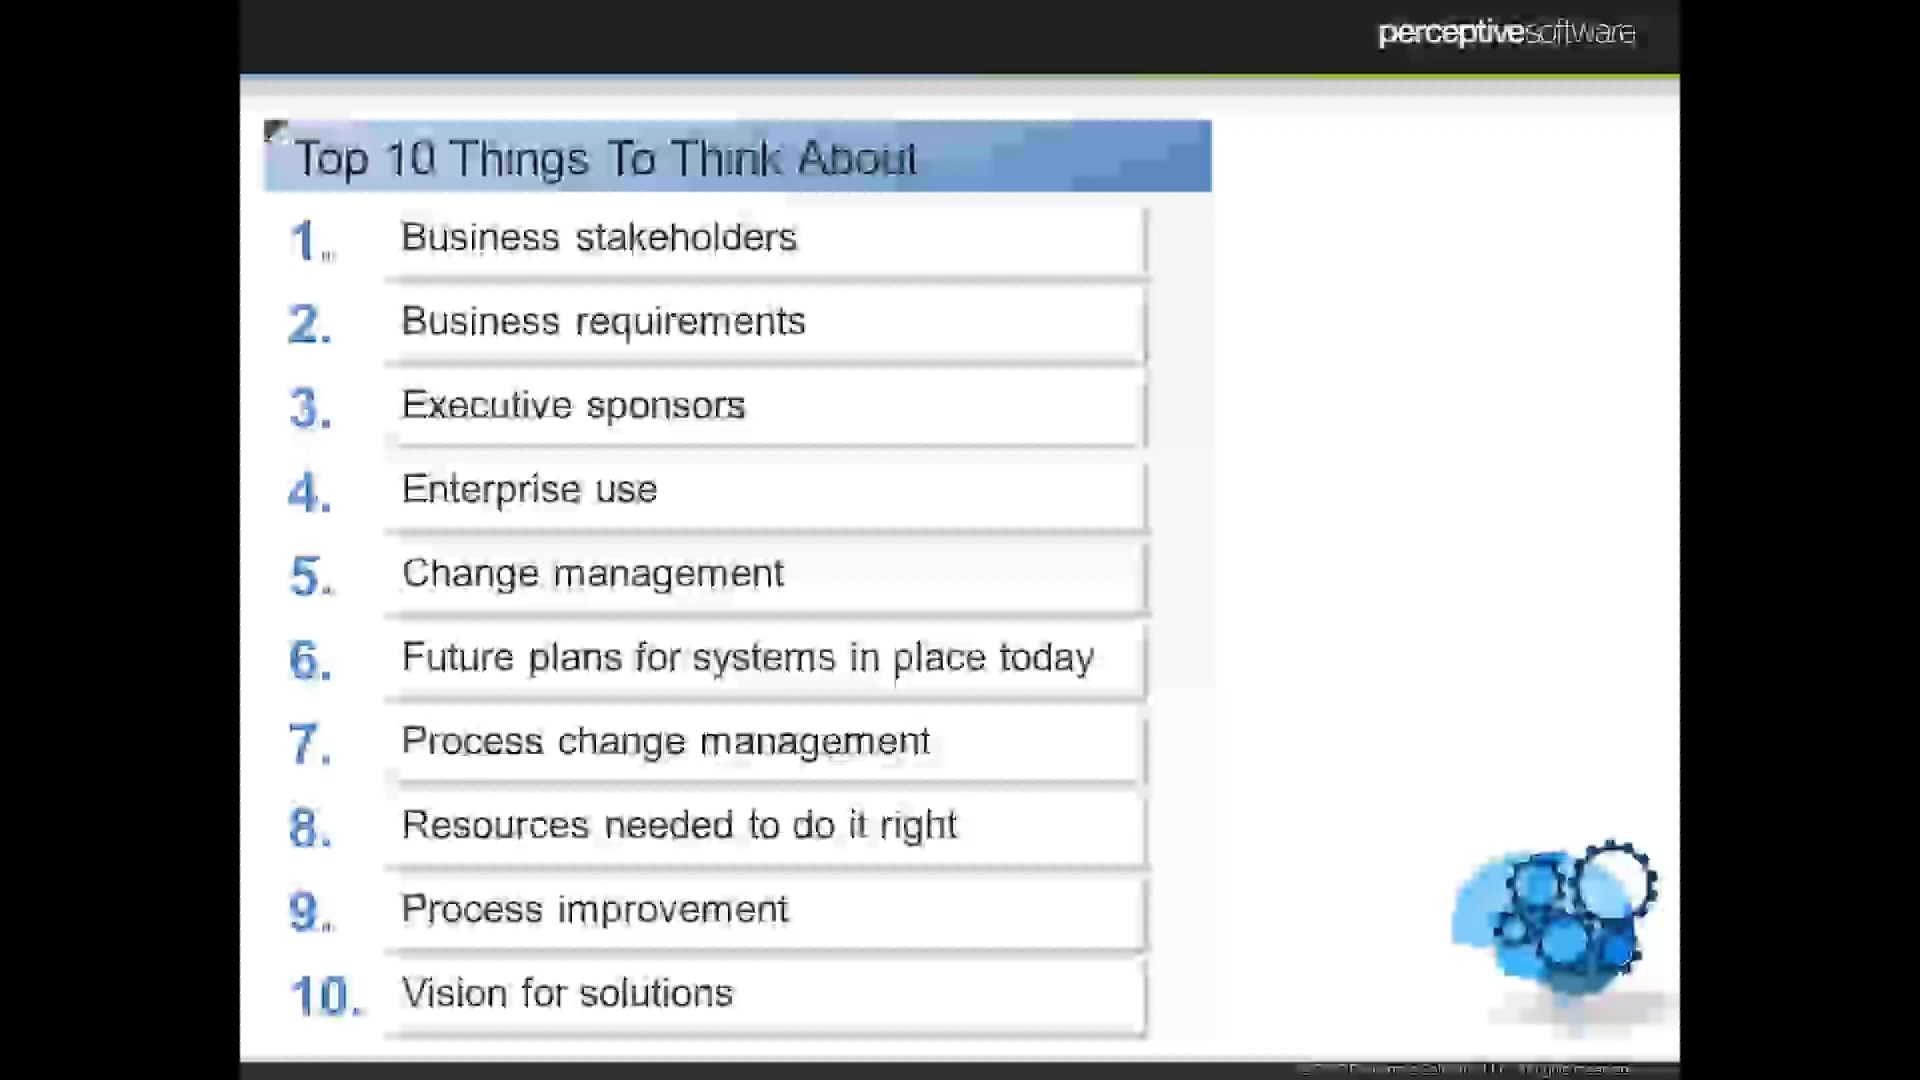 perceptivesoftware
Top 10 Things To Think About
1. Business stakeholders
2. Business requirements
3. Executive sponsors
4. Enterprise use
5. Change management
6. Future plans for systems in place today
7. Process change management
8. Resources needed to do it right
9. Process improvement
10. Vision for solutions